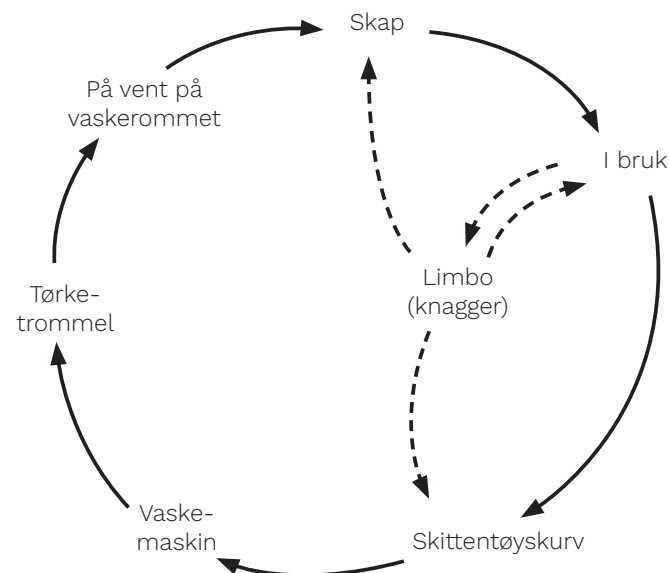 Skap
På vent på
vaskerommet
I bruk
Limbo
(knagger)
Tørke-
trommel
Vaske-
maskin
Skittentøyskurv